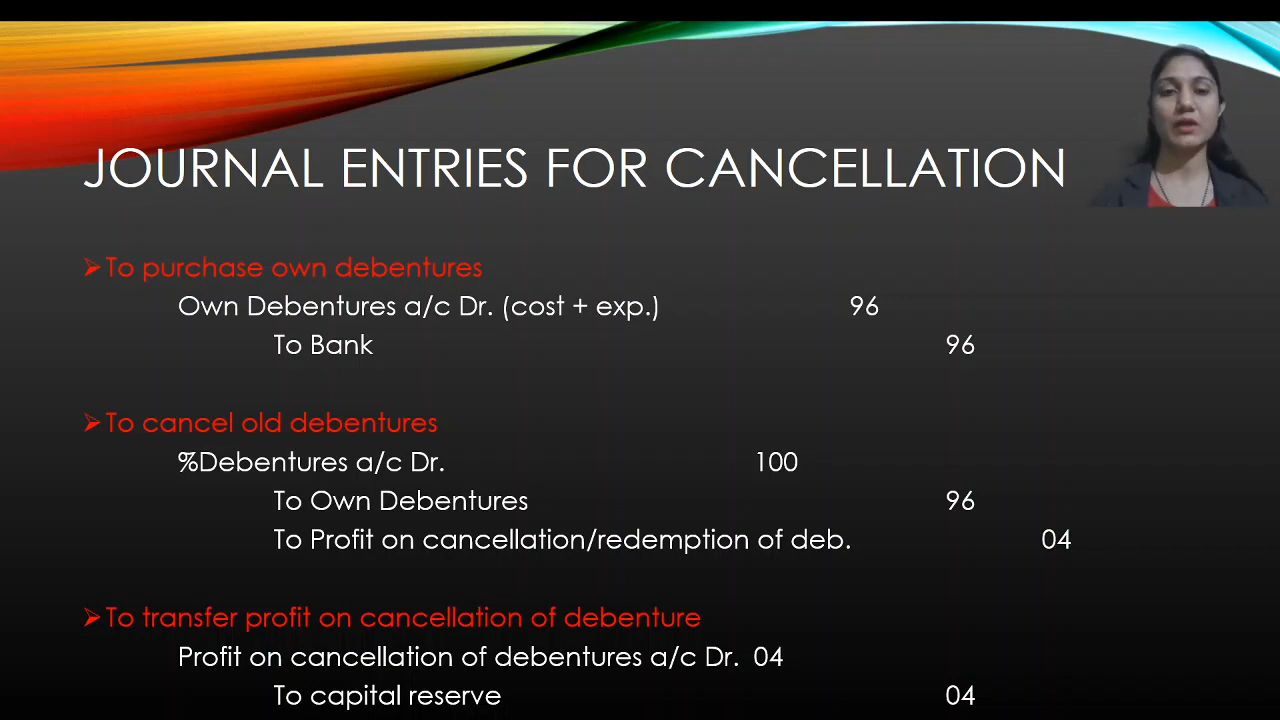 JOURNAL ENTRIES FOR CANCELLATION
➢To purchase own debentures
Own Debentures a/c Dr. (cost + exp.) 96
To Bank 96
➢To cancel old debentures
%Debentures a/c Dr. 100
To Own Debentures 96
To Profit on cancellation/redemption of deb. 04
➢To transfer profit on cancellation of debenture
Profit on cancellation of debentures a/c Dr. 04
To capital reserve 04